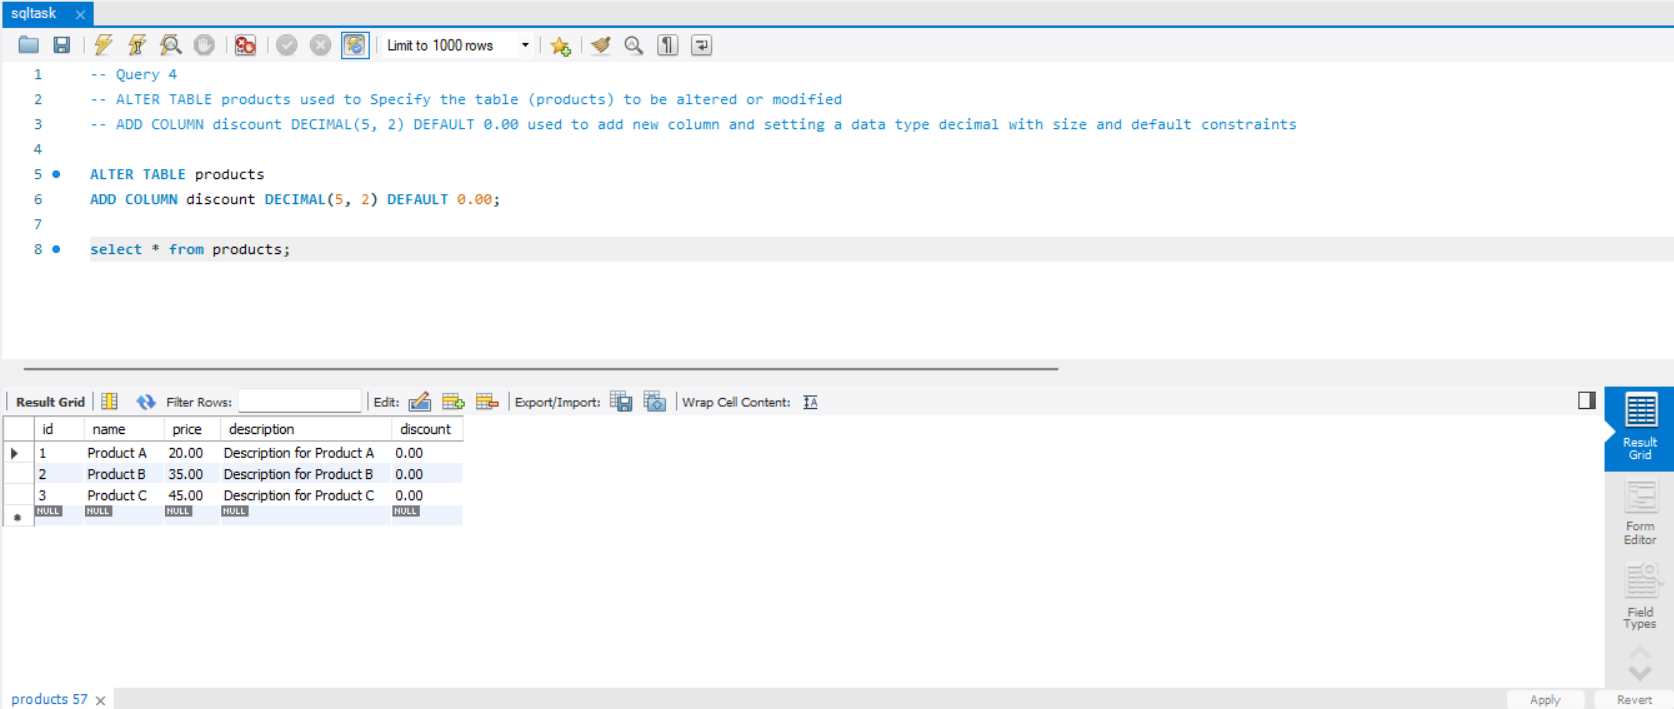 sqltask
Limit to 1000 rows
1 -- Query 4
2 -- ALTER TABLE products used to Specify the table (products) to be altered or modified
3 -- ADD COLUMN discount DECIMAL(5, 2) DEFAULT 0.00 used to add new column and setting a data type decimal with size and default constraints
4
5 ALTER TABLE products
6 ADD COLUMN discount DECIMAL(5, 2) DEFAULT 0.00;
7
8 select * from products;
Result Grid Filter Rows: Edit: Export/Import: Wrap Cell Content:
id name price description discount
1 Product A 20.00 Description for Product A 0.00
2 Product B 35.00 Description for Product B 0.00
3 Product C 45.00 Description for Product C 0.00
NULL NULL NULL NULL NULL
Result
Grid
Form
Editor
Field
Types
products 57
Apply Revert